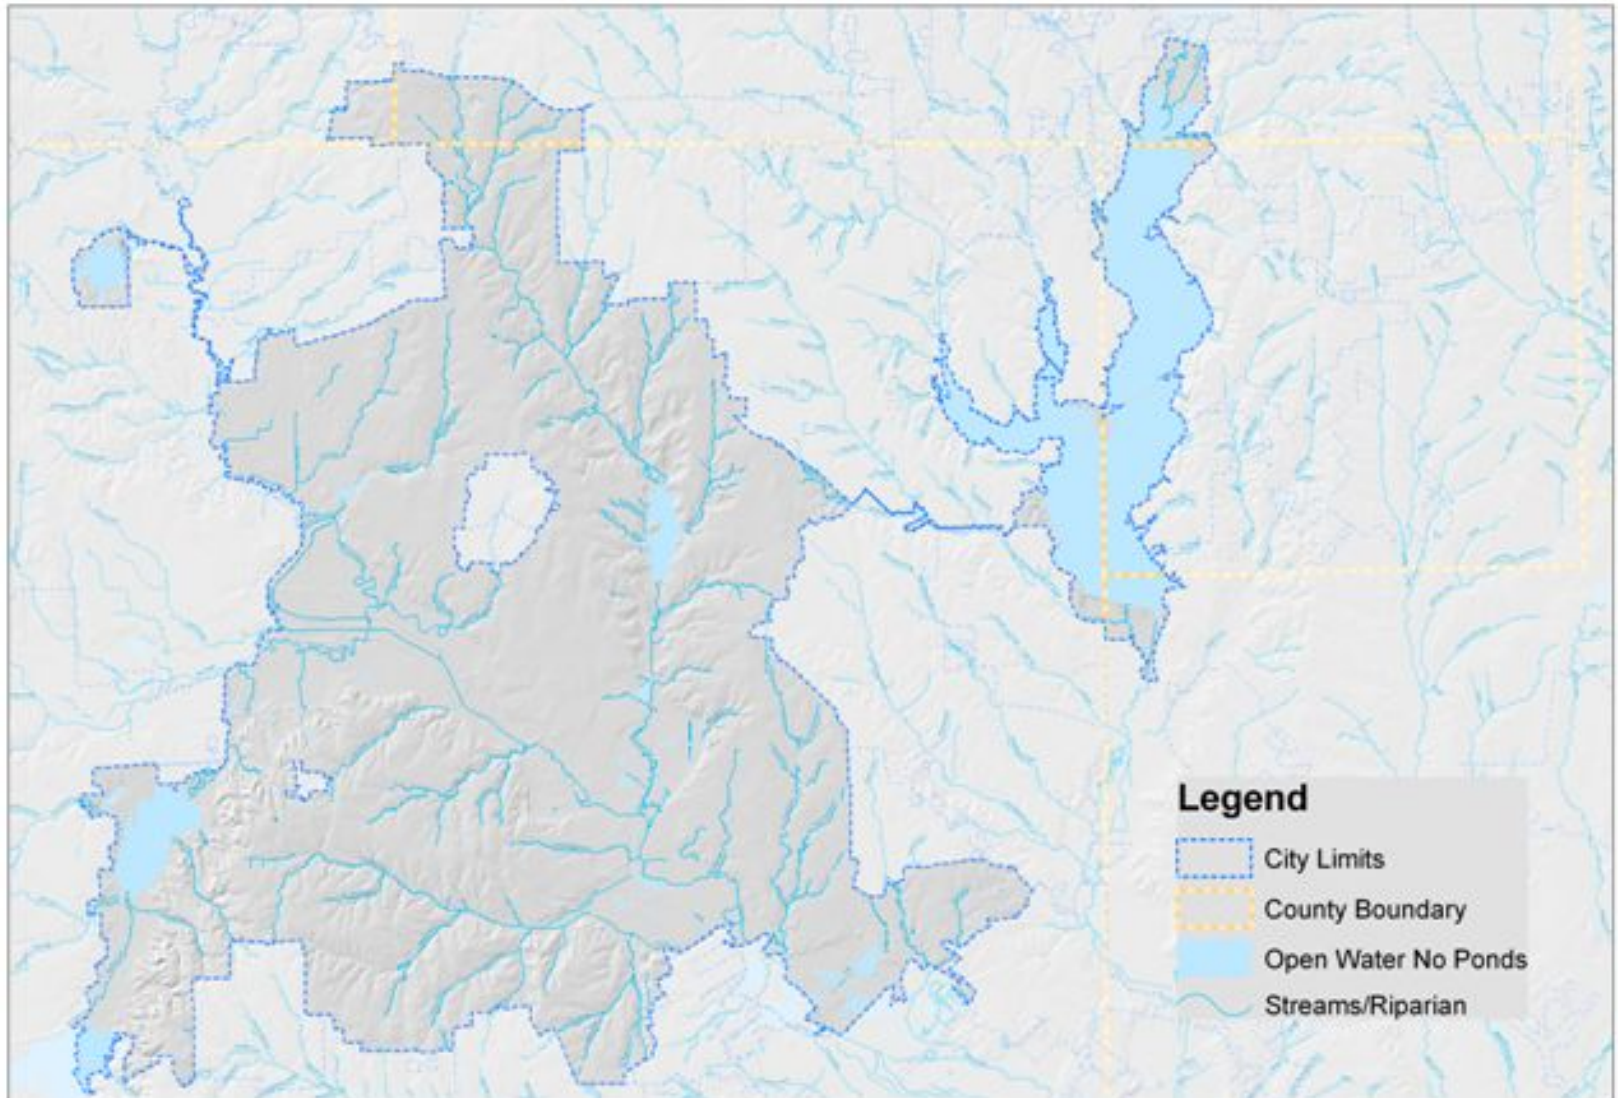 Legend
City Limits
County Boundary
Open Water No Ponds
Streams/Riparian